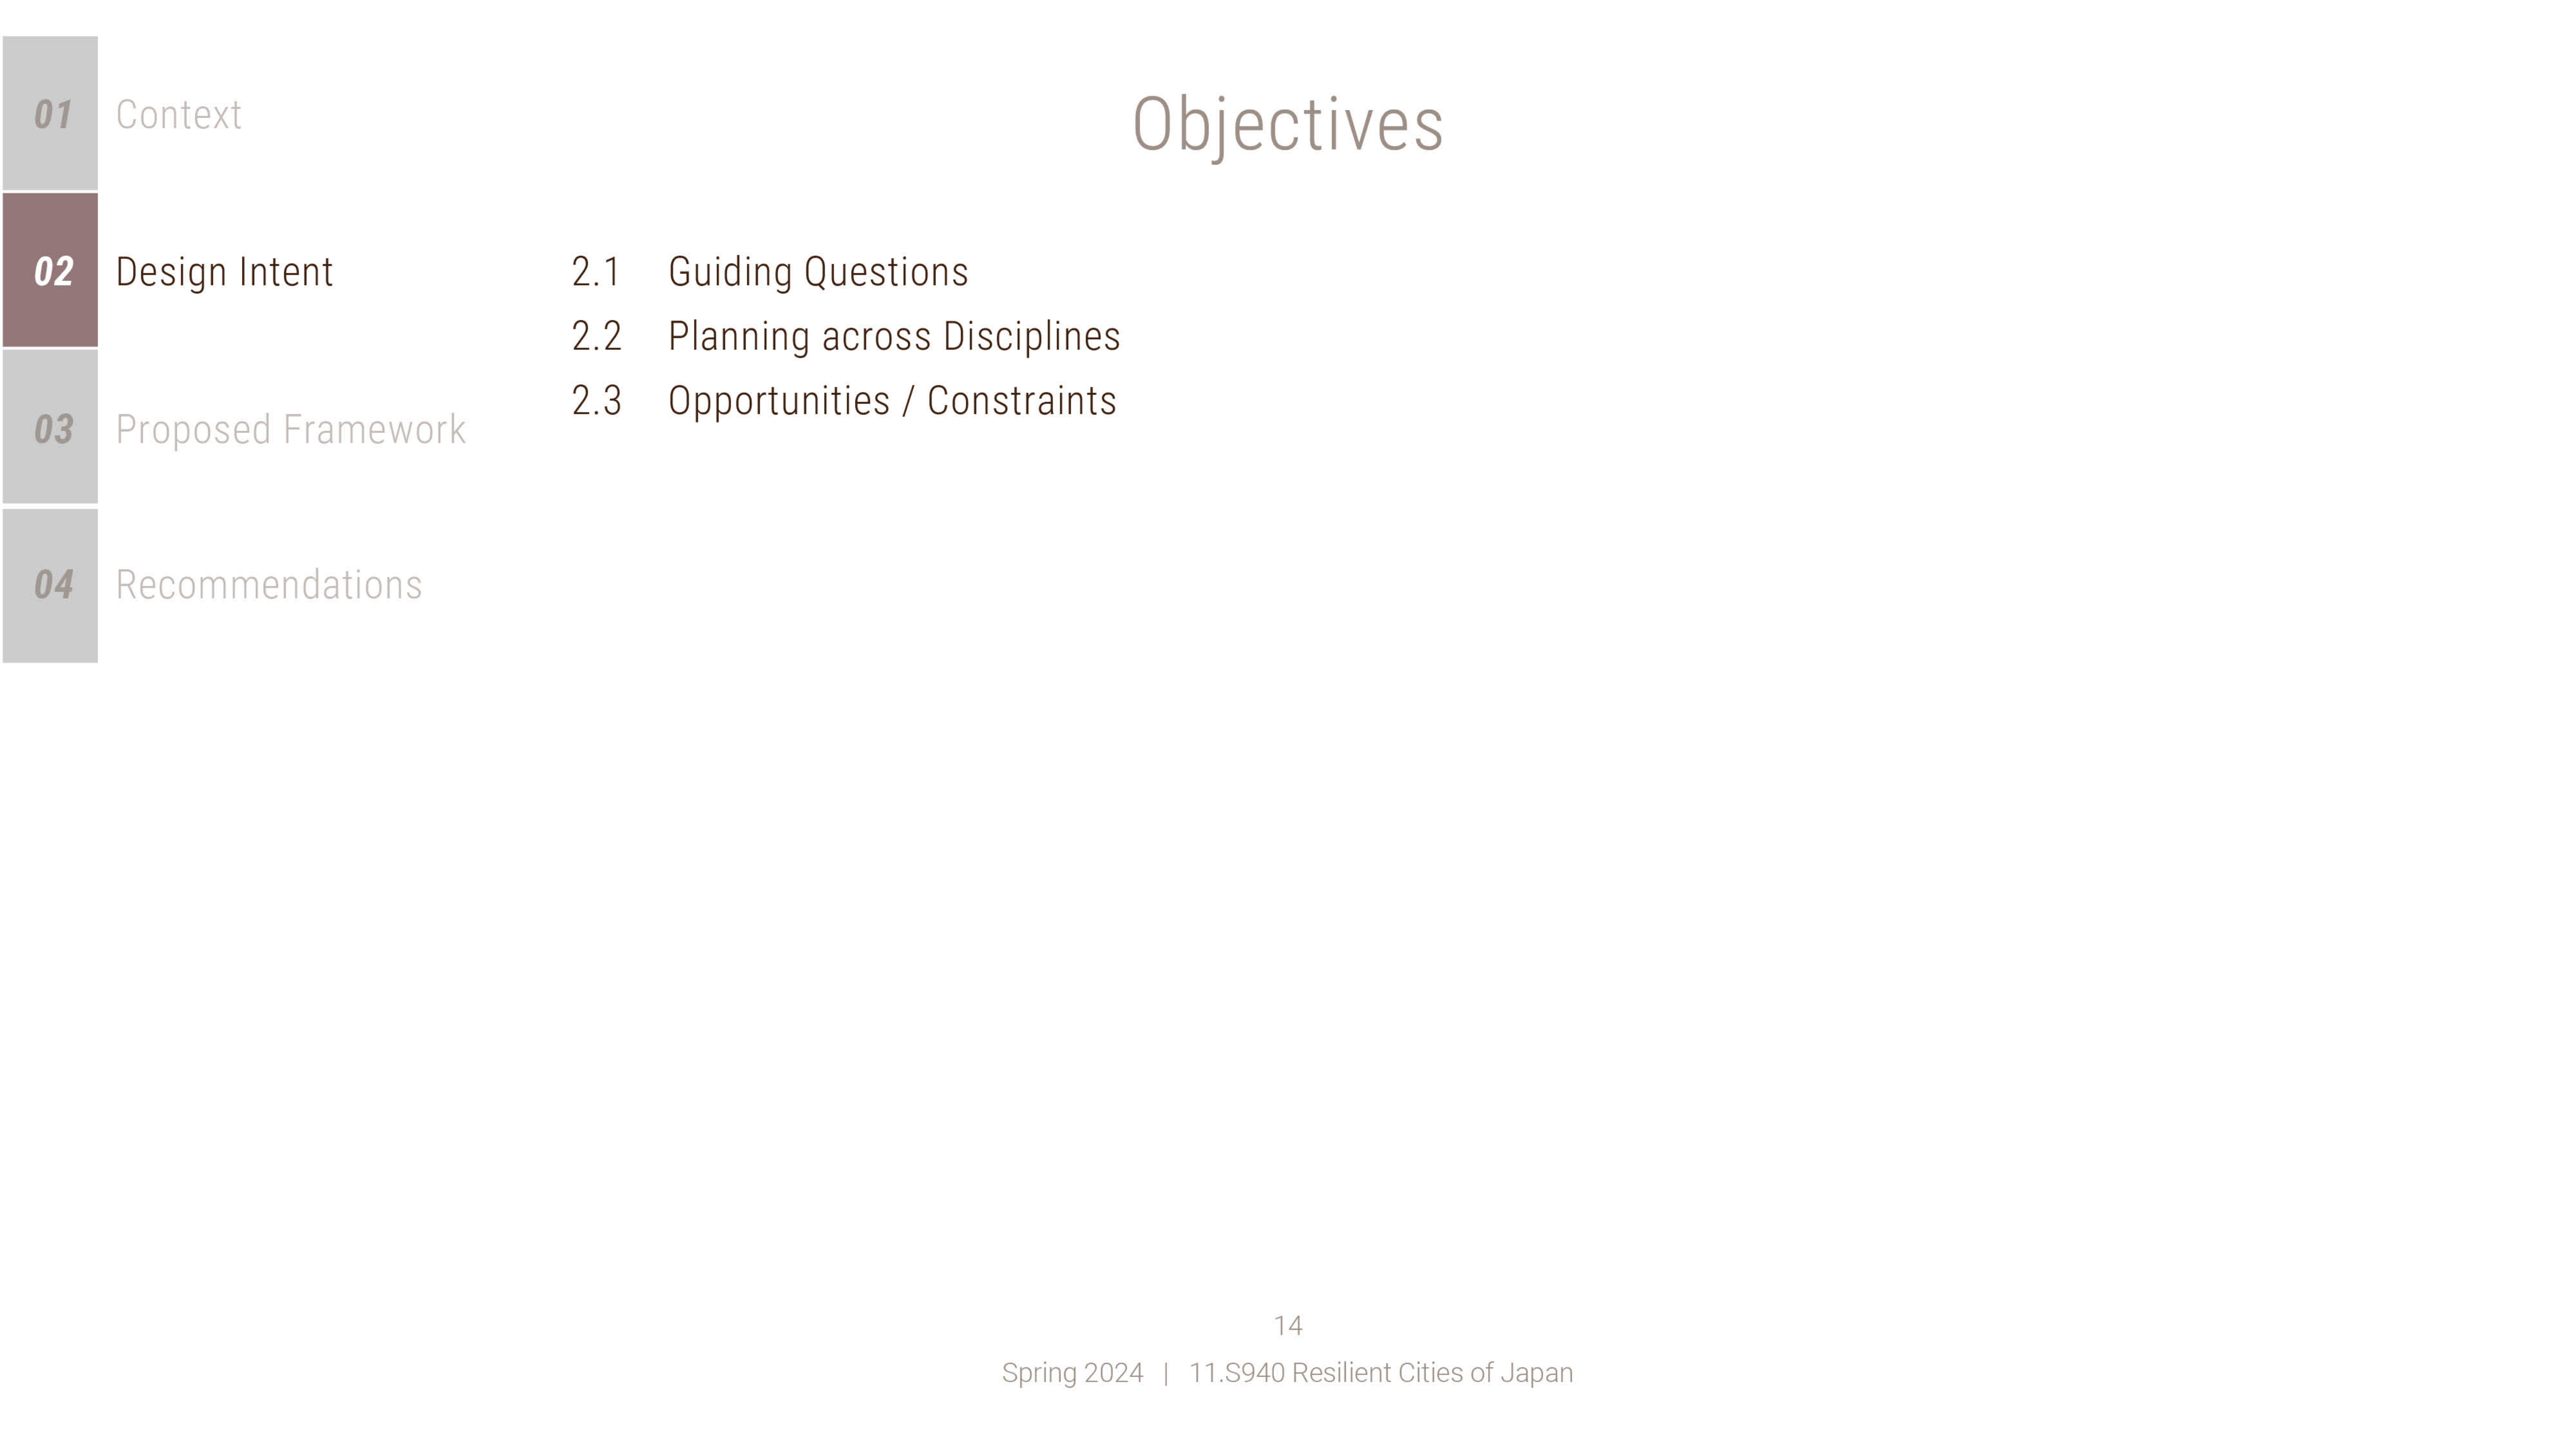 Objectives
01 Context
02 Design Intent
2.1 Guiding Questions
2.2 Planning across Disciplines
2.3 Opportunities / Constraints
03 Proposed Framework
04 Recommendations
14
Spring 2024 | 11.S940 Resilient Cities of Japan